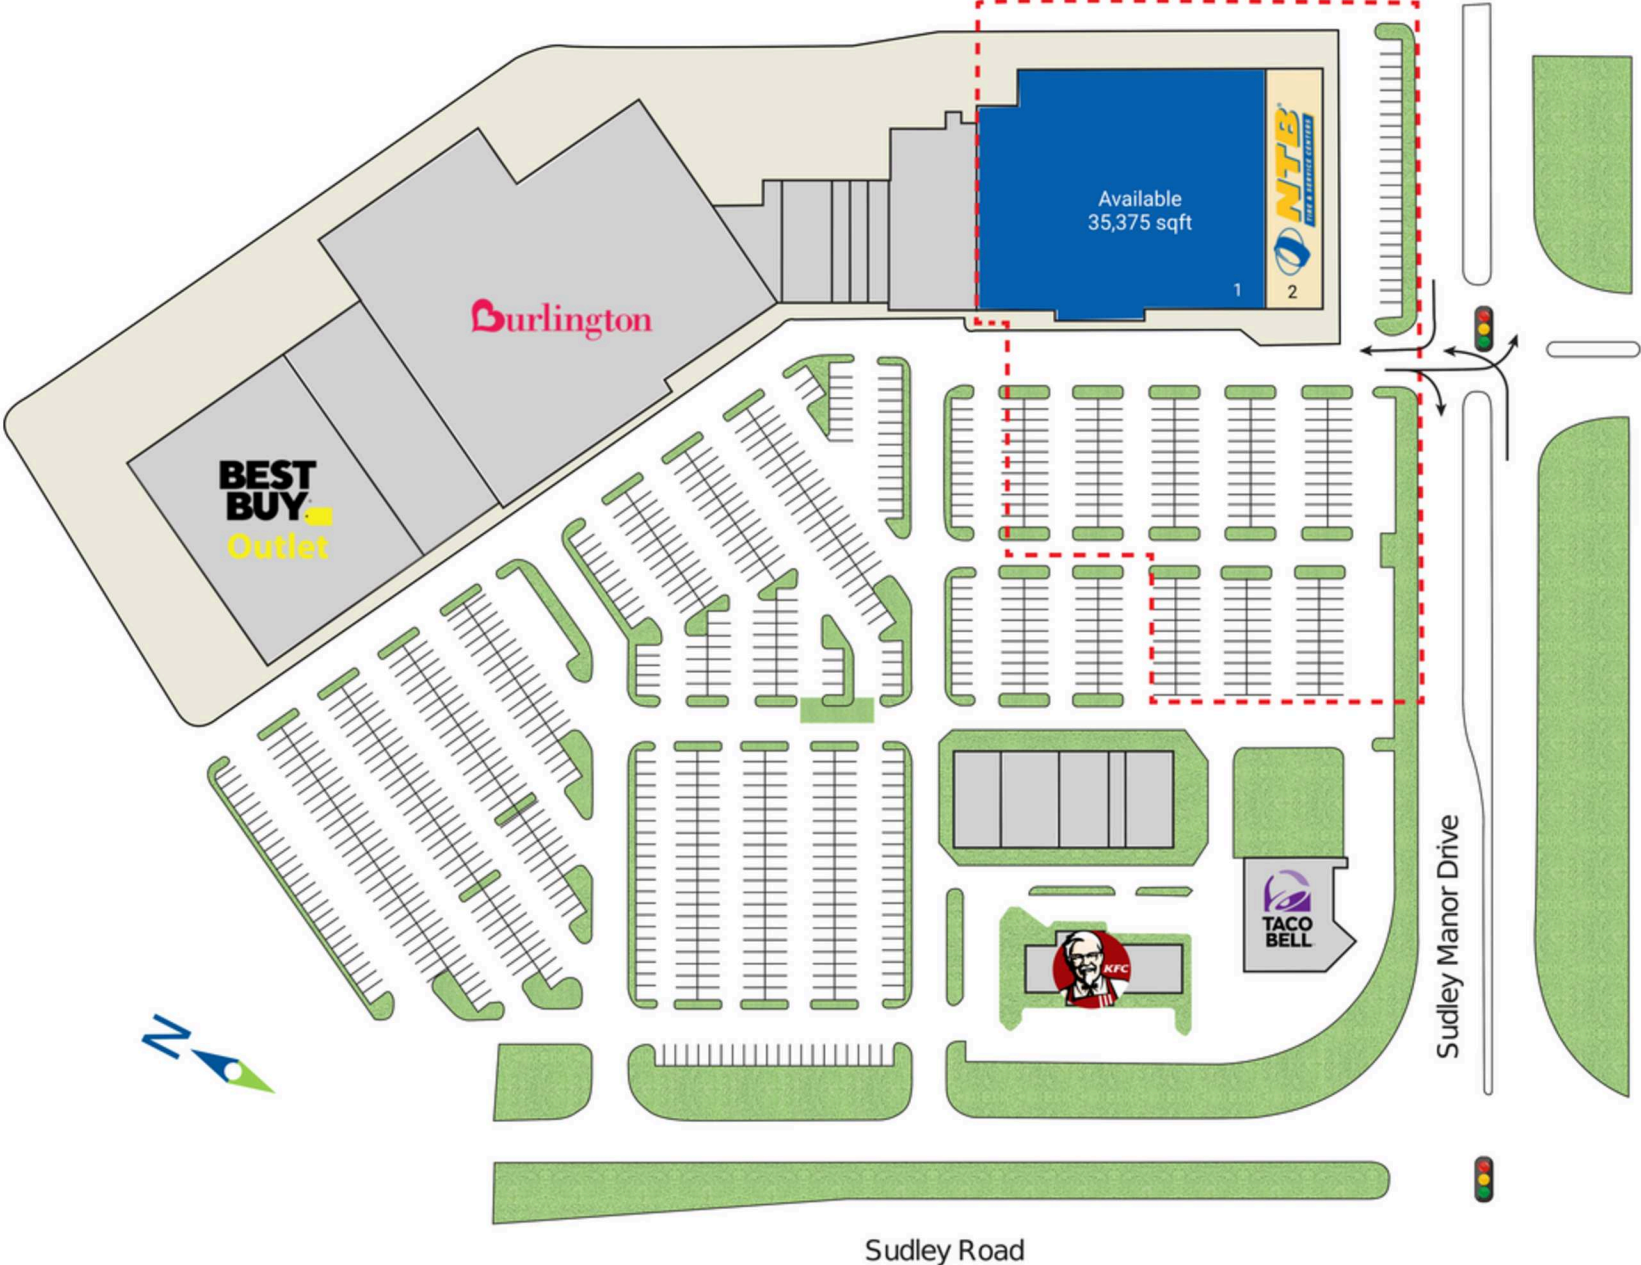 Available
35,375 sqft
1
NTB
TIRE & SERVICE CENTERS
2
Burlington
BEST
BUY
Outlet
TACO
BELL
KFC
N
Sudley Manor Drive
Sudley Road